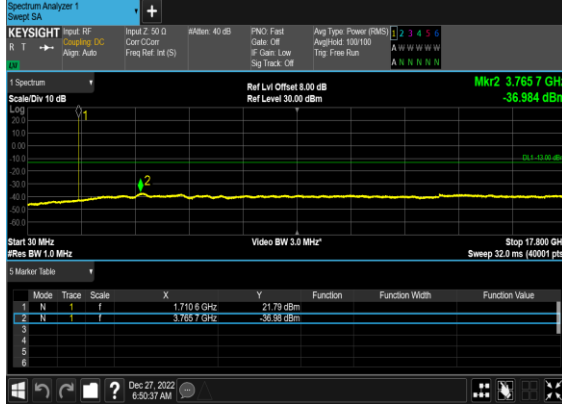 Spectrum Analyzer 1
Swept SA
+
KEYSIGHT Input: RF Input Z: 50 Ω #Atten: 40 dB PNO: Fast Avg Type: Power (RMS) 1 2 3 4 5 6
R T Coupling: DC Corr CCorr Gate: Off Avg|Hold: 100/100 A W W W W W
Align: Auto Freq Ref: Int (S) IF Gain: Low Trig: Free Run
Sig Track: Off A N N N N N
1 Spectrum Ref Lvl Offset 8.00 dB Mkr2 3.765 7 GHz
Scale/Div 10 dB Ref Level 30.00 dBm -36.984 dBm
Log
1
20.0
10.0
0.00
-10.0 DL1 -13.00 dBm
-20.0
-30.0 2
-40.0
-50.0
-60.0
Start 30 MHz Video BW 3.0 MHz* Stop 17.800 GH
#Res BW 1.0 MHz Sweep 32.0 ms (40001 pts
5 Marker Table
Mode Trace Scale X Y Function Function Width Function Value
1 N 1 f 1.710 6 GHz 21.79 dBm
2 N 1 f 3.765 7 GHz -36.98 dBm
3
4
5
6
? Dec 27, 2022
6:50:37 AM